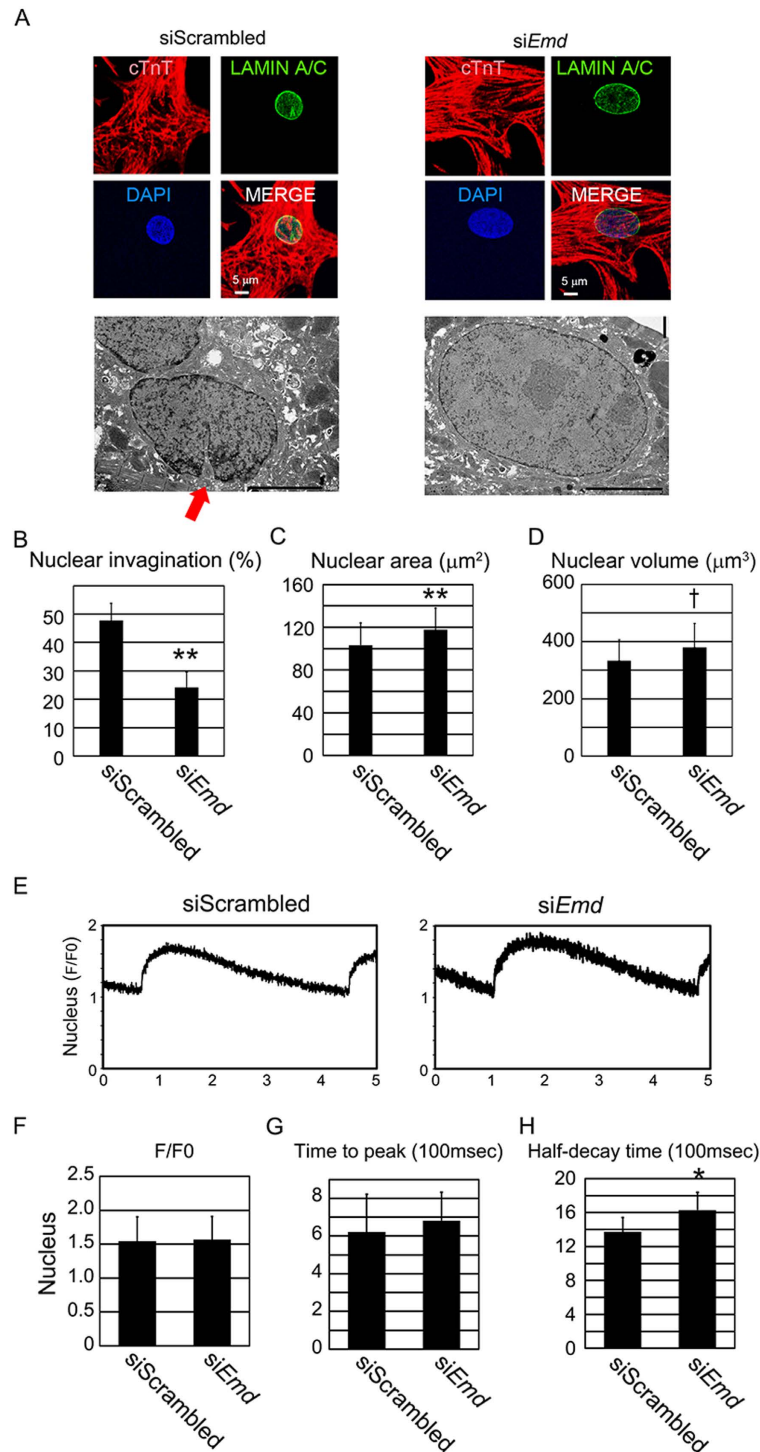 A
siScrambled
siEmd
cTnT LAMIN A/C
cTnT LAMIN A/C
DAPI MERGE
DAPI MERGE
5 μm
5 μm
B
Nuclear invagination (%)
50
40
30
20
10
0
**
siScrambled
siEmd
C
Nuclear area (μm²)
160
120
80
40
0
**
siScrambled
siEmd
D
Nuclear volume (μm³)
600
400
200
0
†
siScrambled
siEmd
E
siScrambled
Nucleus (F/F0)
2
1
0
0 1 2 3 4 5
siEmd
2
1
0
0 1 2 3 4 5
F
F/F0
Nucleus
2.5
2.0
1.5
1.0
0.5
0
siScrambled
siEmd
G
Time to peak (100msec)
8
6
4
2
0
siScrambled
siEmd
H
Half-decay time (100msec)
20
16
12
8
4
0
*
siScrambled
siEmd